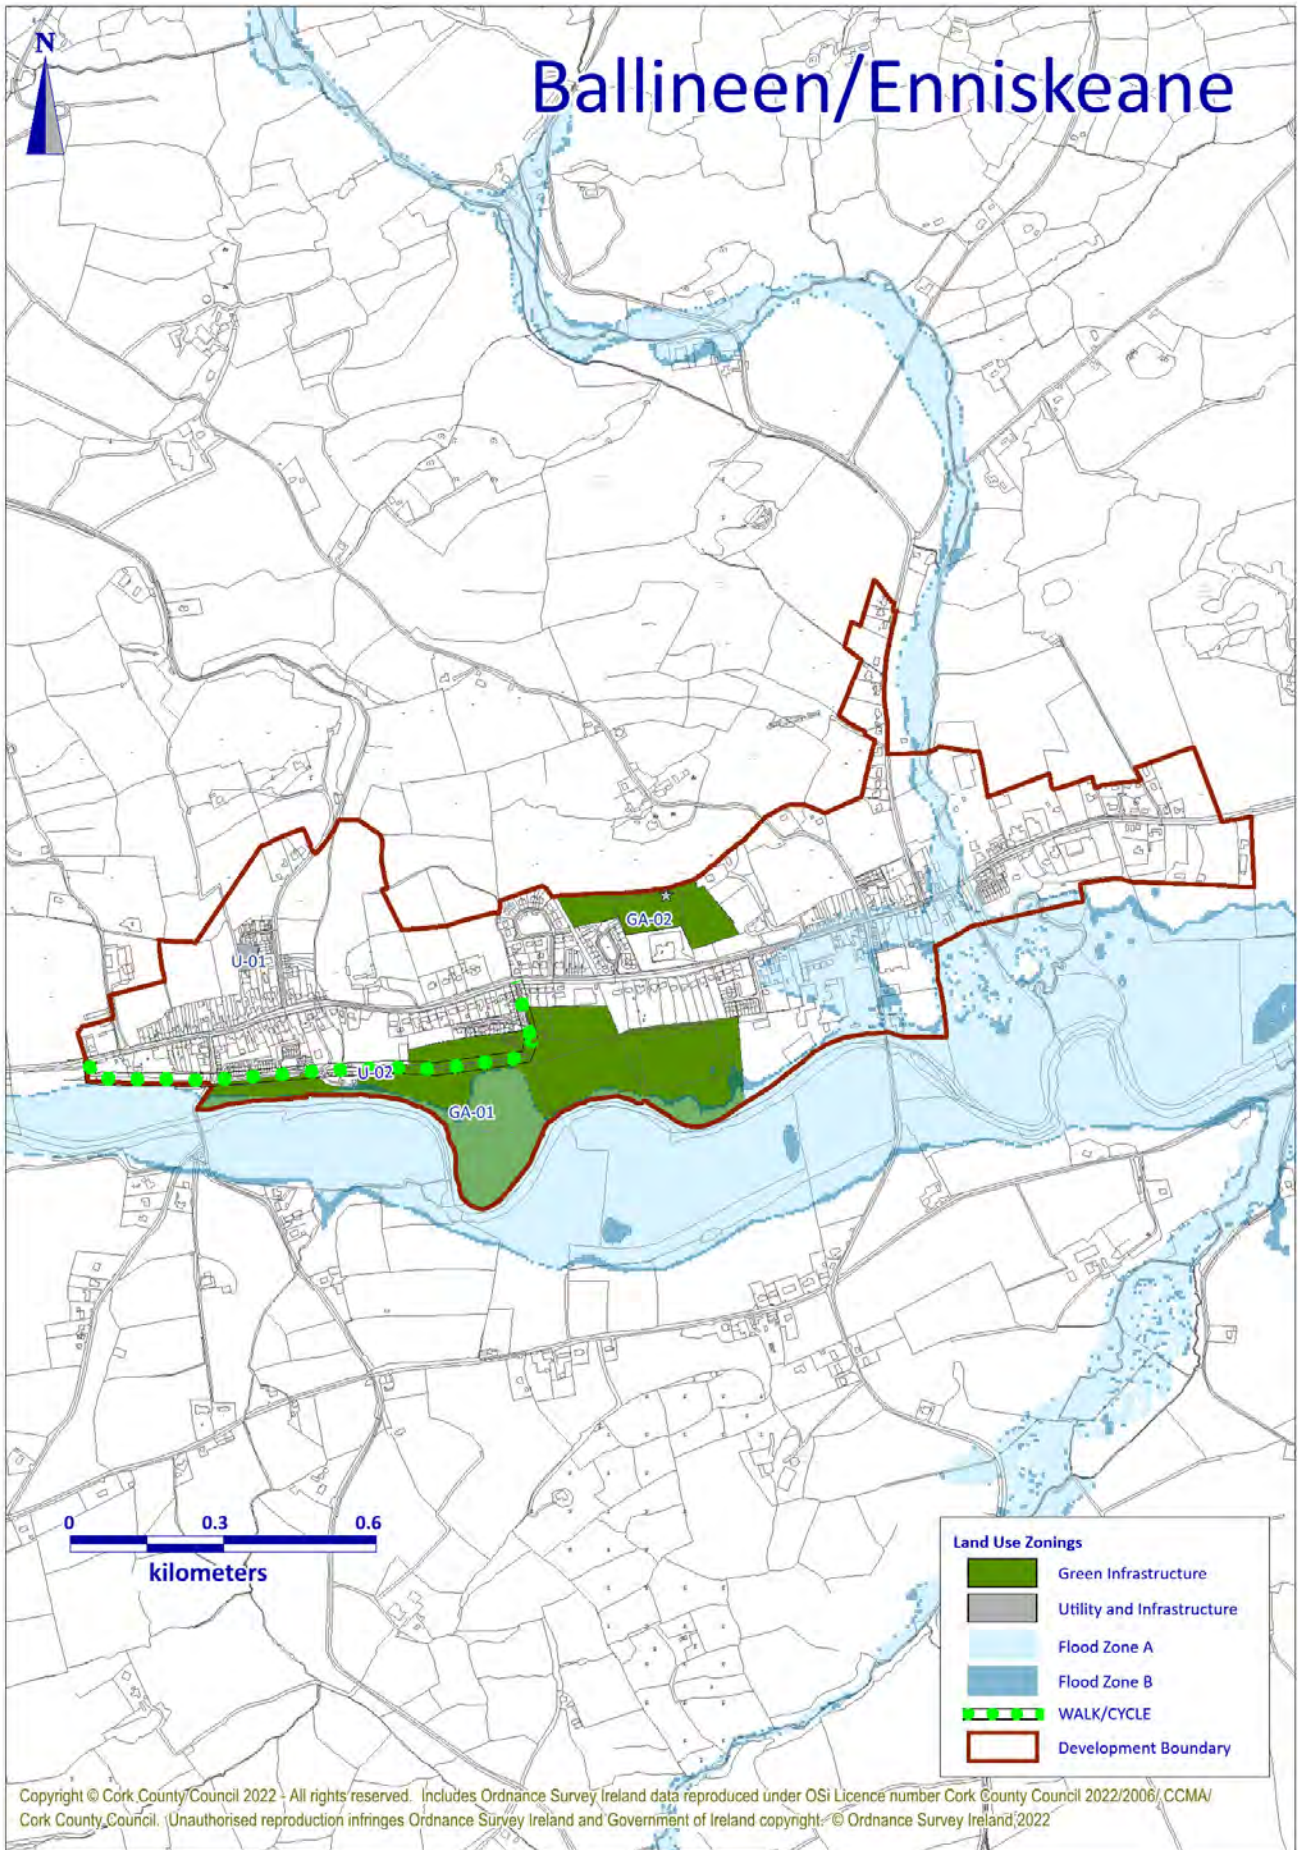 N
Ballineen/Enniskeane
GA-02
U-01
U-02
GA-01
0 0.3 0.6
kilometers
Land Use Zonings
Green Infrastructure
Utility and Infrastructure
Flood Zone A
Flood Zone B
WALK/CYCLE
Development Boundary
Copyright © Cork County Council 2022 - All rights reserved. Includes Ordnance Survey Ireland data reproduced under OSi Licence number Cork County Council 2022/2006/ CCMA/
Cork County Council. Unauthorised reproduction infringes Ordnance Survey Ireland and Government of Ireland copyright. © Ordnance Survey Ireland, 2022